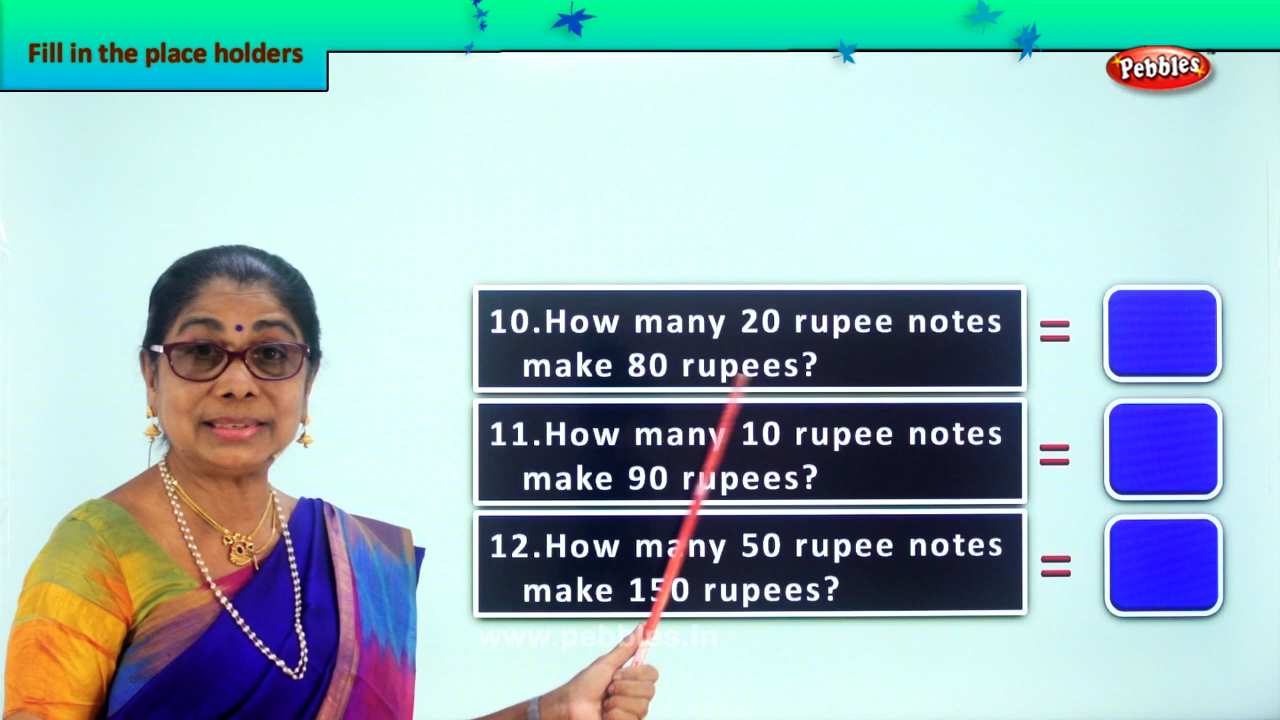 Fill in the place holders
Pebbles
10.How many 20 rupee notes
make 80 rupees?
=
11.How many 10 rupee notes
make 90 rupees?
=
12.How many 50 rupee notes
make 150 rupees?
=
www.pebbles.in